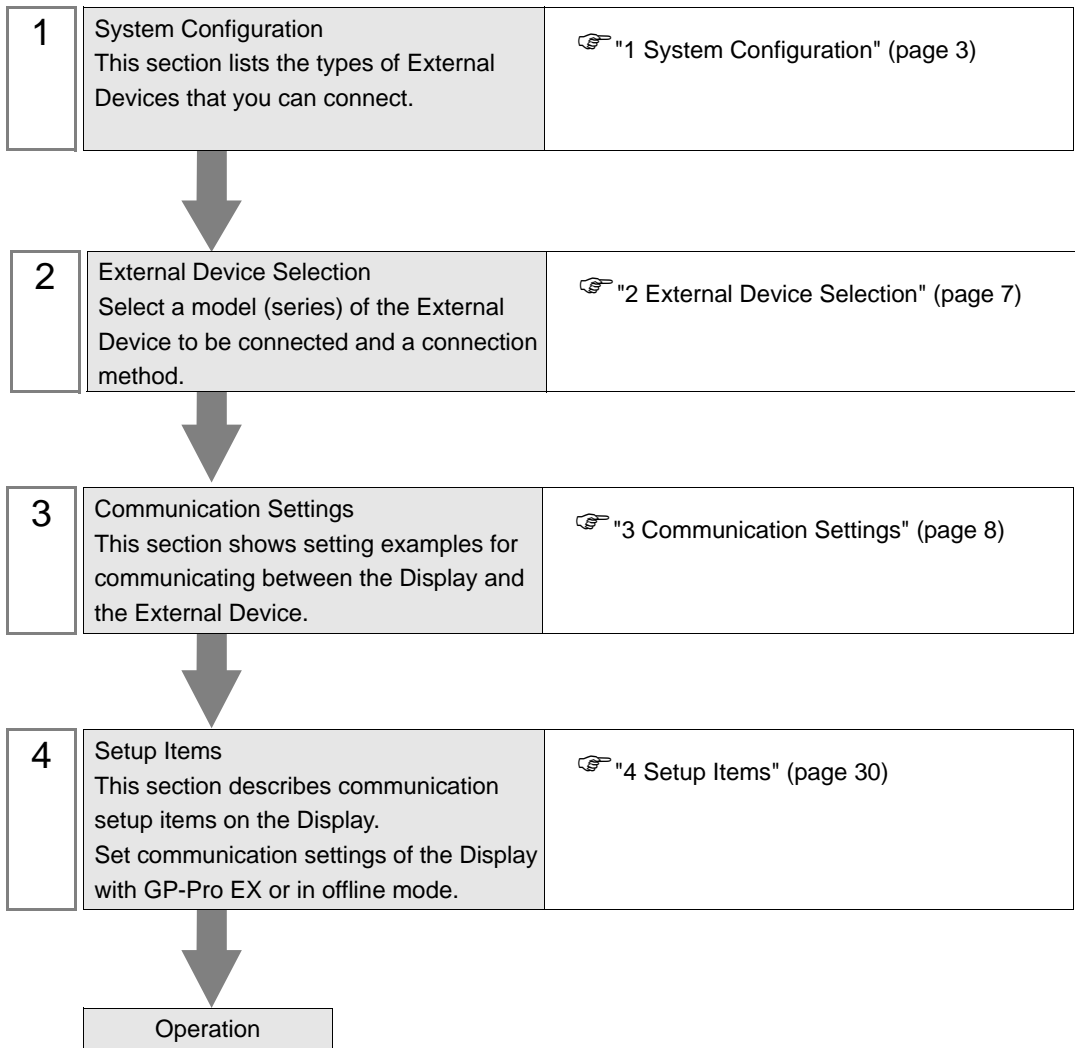 1
System Configuration
This section lists the types of External
Devices that you can connect.
"1 System Configuration" (page 3)
2
External Device Selection
Select a model (series) of the External
Device to be connected and a connection
method.
"2 External Device Selection" (page 7)
3
Communication Settings
This section shows setting examples for
communicating between the Display and
the External Device.
"3 Communication Settings" (page 8)
4
Setup Items
This section describes communication
setup items on the Display.
Set communication settings of the Display
with GP-Pro EX or in offline mode.
"4 Setup Items" (page 30)
Operation